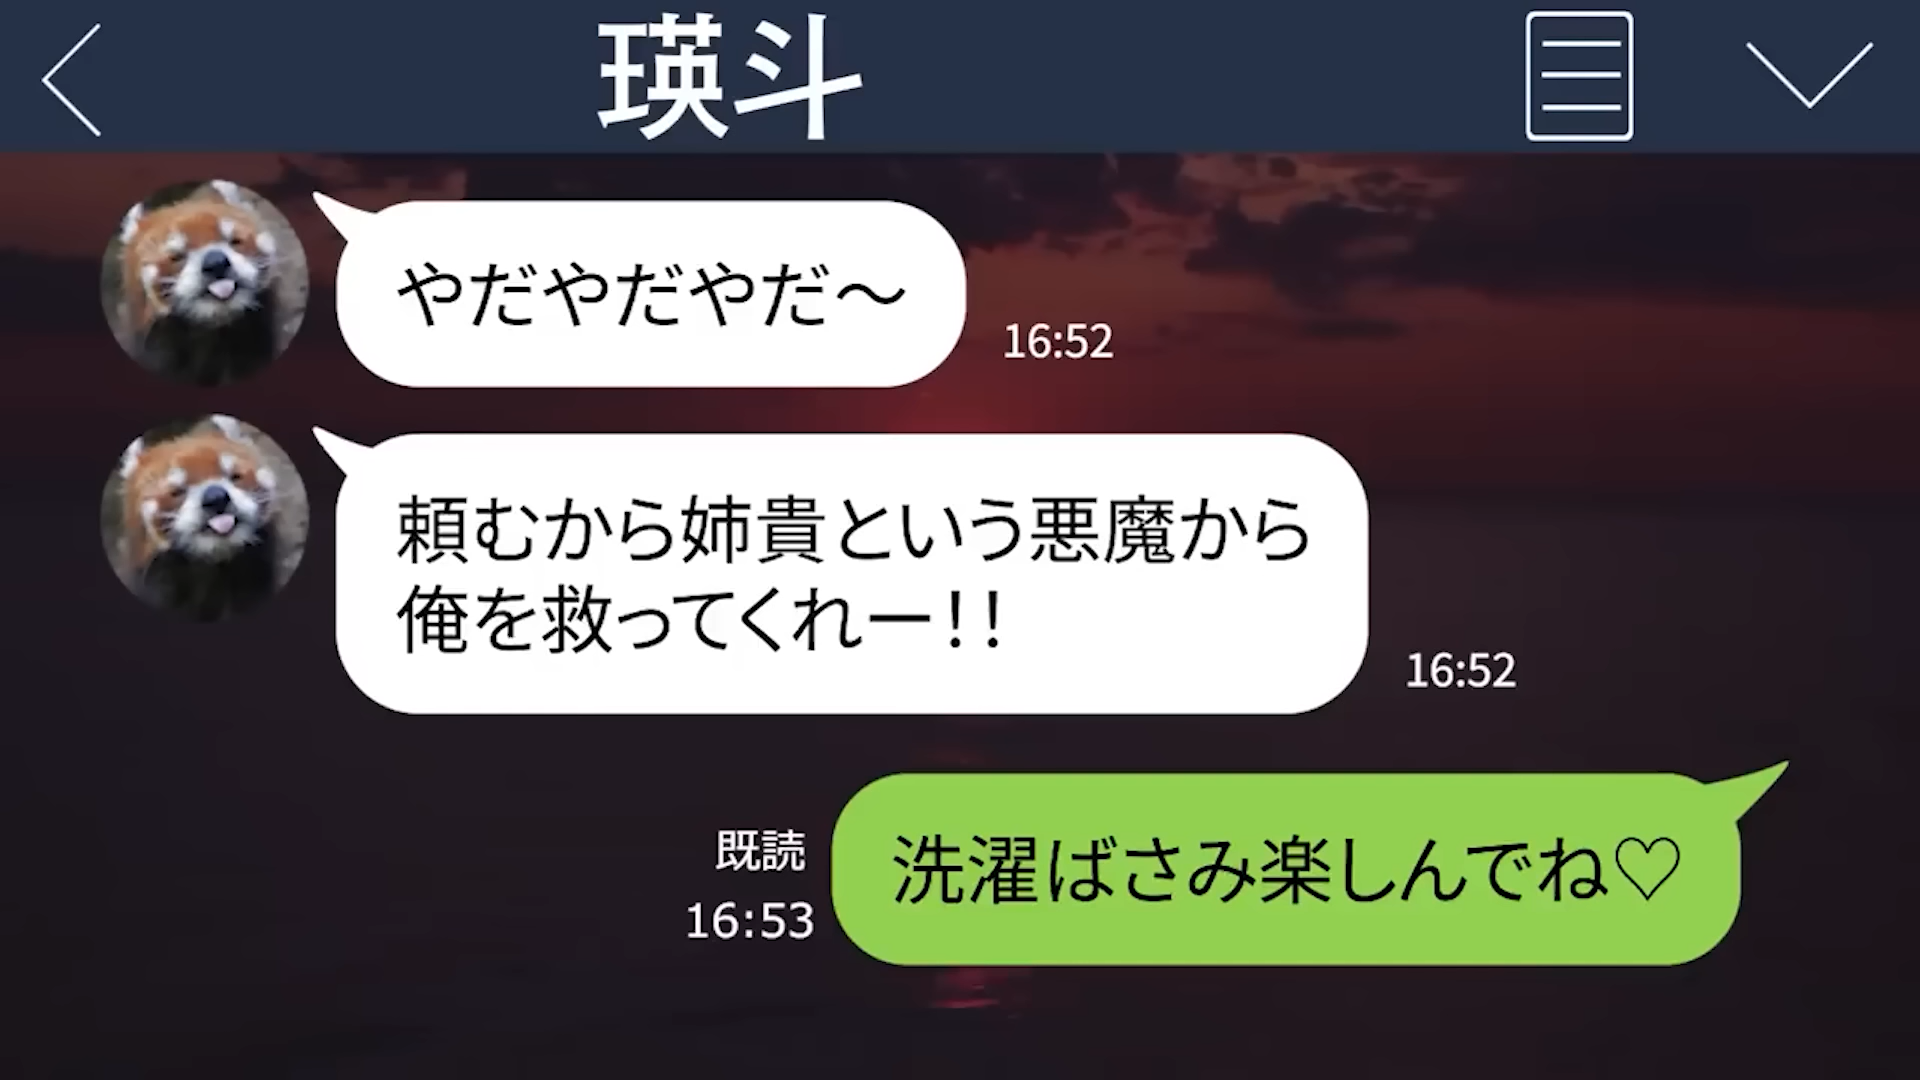 瑛斗
やだやだやだ～
16:52
頼むから姉貴という悪魔から
俺を救ってくれー！！
16:52
既読
16:53
洗濯ばさみ楽しんでね♡